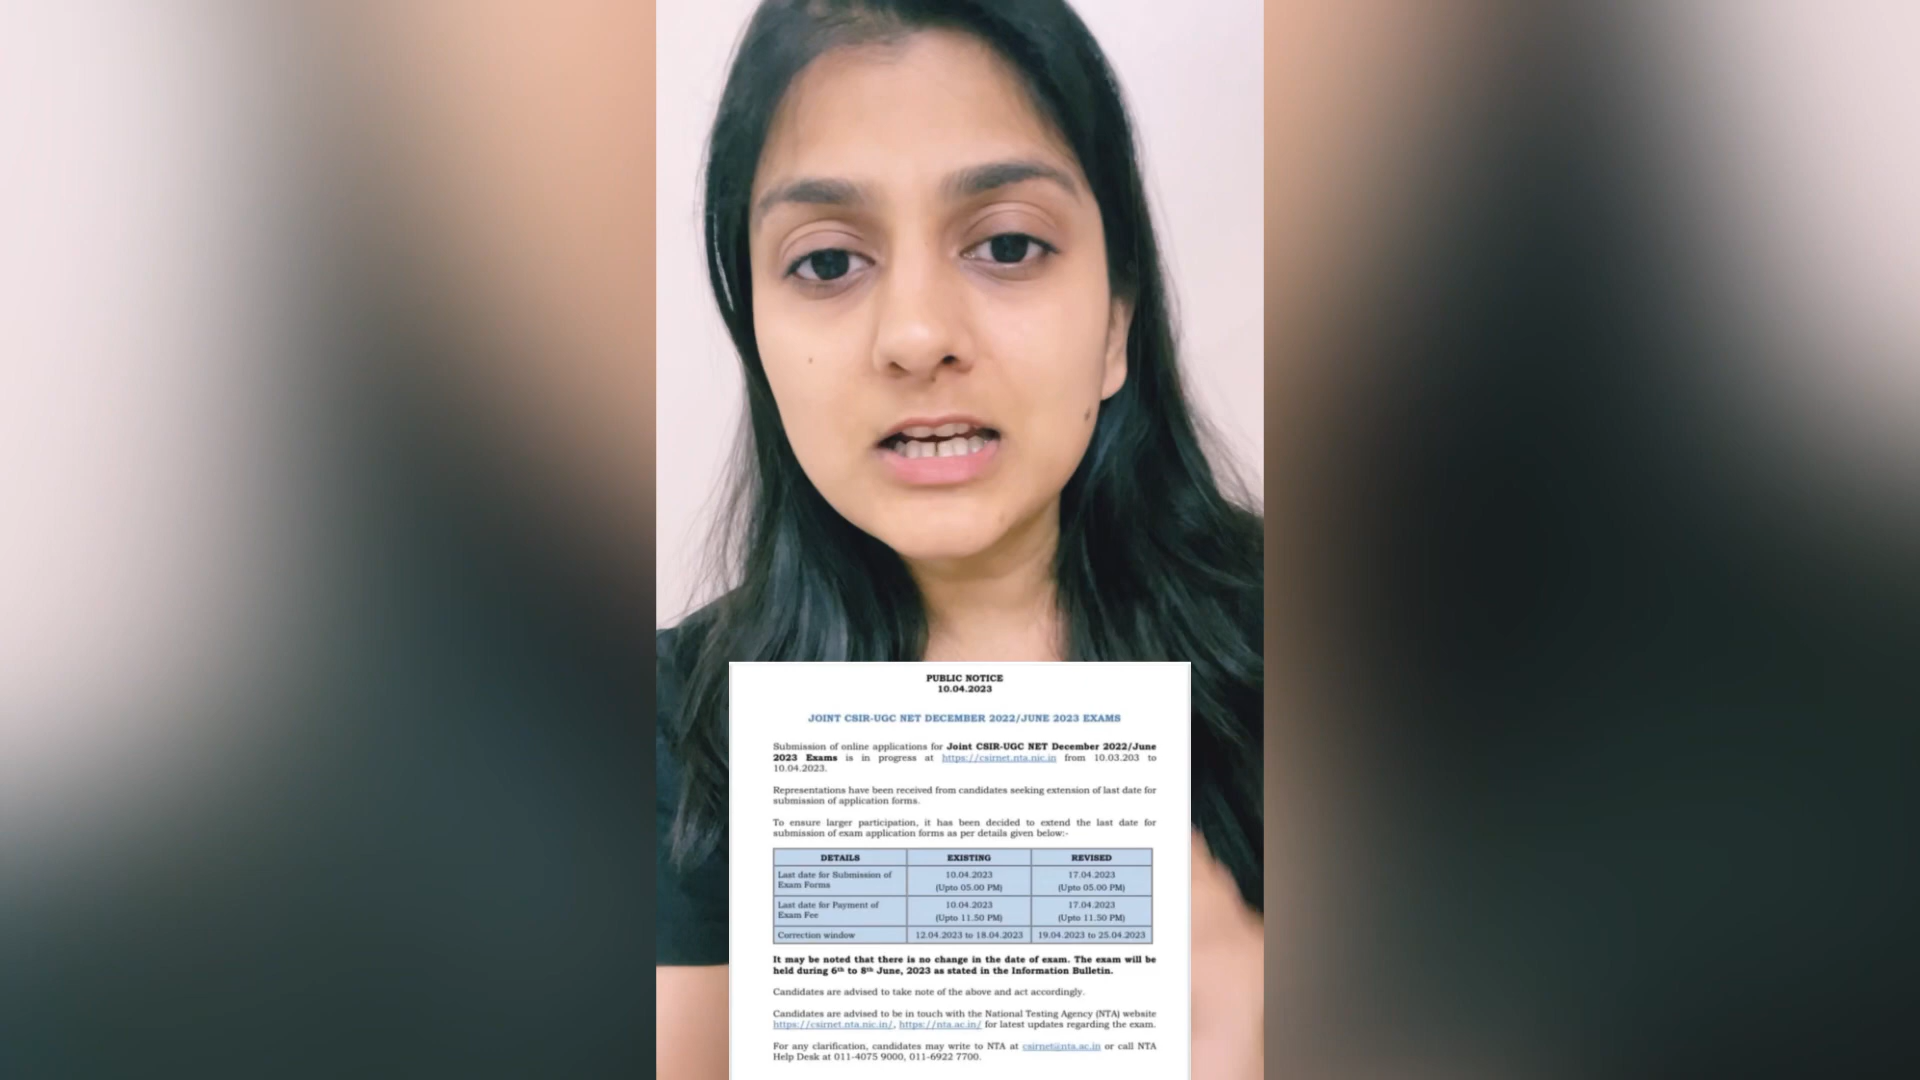 PUBLIC NOTICE
10.04.2023
JOINT CSIR-UGC NET DECEMBER 2022/JUNE 2023 EXAMS
Submission of online applications for Joint CSIR-UGC NET December 2022/June
2023 Exams is in progress at https://csirnet.nta.nic.in from 10.03.203 to
10.04.2023.
Representations have been received from candidates seeking extension of last date for
submission of application forms.
To ensure larger participation, it has been decided to extend the last date for
submission of exam application forms as per details given below:-
DETAILS EXISTING REVISED
Last date for Submission of
Exam Forms
10.04.2023
(Upto 05.00 PM)
17.04.2023
(Upto 05.00 PM)
Last date for Payment of
Exam Fee
10.04.2023
(Upto 11.50 PM)
17.04.2023
(Upto 11.50 PM)
Correction window 12.04.2023 to 18.04.2023 19.04.2023 to 25.04.2023
It may be noted that there is no change in the date of exam. The exam will be
held during 6th to 8th June, 2023 as stated in the Information Bulletin.
Candidates are advised to take note of the above and act accordingly.
Candidates are advised to be in touch with the National Testing Agency (NTA) website
https://csirnet.nta.nic.in/, https://nta.ac.in/ for latest updates regarding the exam.
For any clarification, candidates may write to NTA at csirnet@nta.ac.in or call NTA
Help Desk at 011-4075 9000, 011-6922 7700.